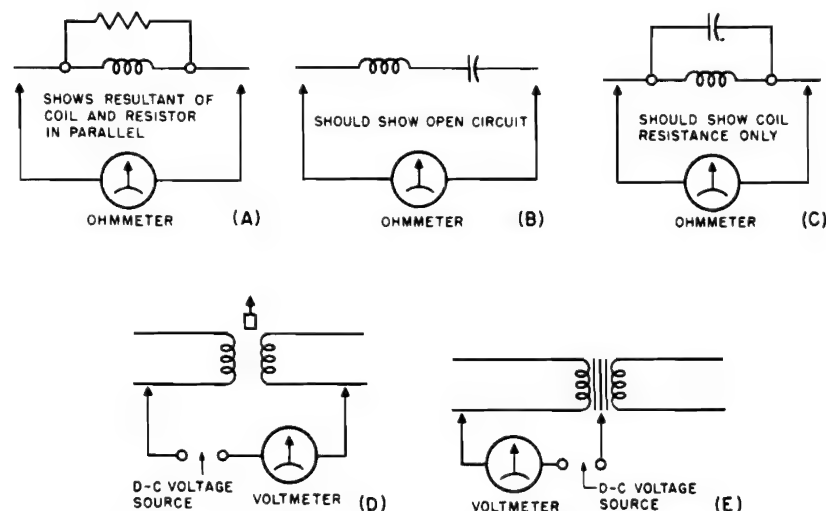 SHOWS RESULTANT OF
COIL AND RESISTOR
IN PARALLEL
OHMMETER
(A)
SHOULD SHOW OPEN CIRCUIT
OHMMETER
(B)
SHOULD SHOW COIL
RESISTANCE ONLY
OHMMETER
(C)
D-C VOLTAGE
SOURCE
VOLTMETER
(D)
VOLTMETER
D-C VOLTAGE
SOURCE
(E)